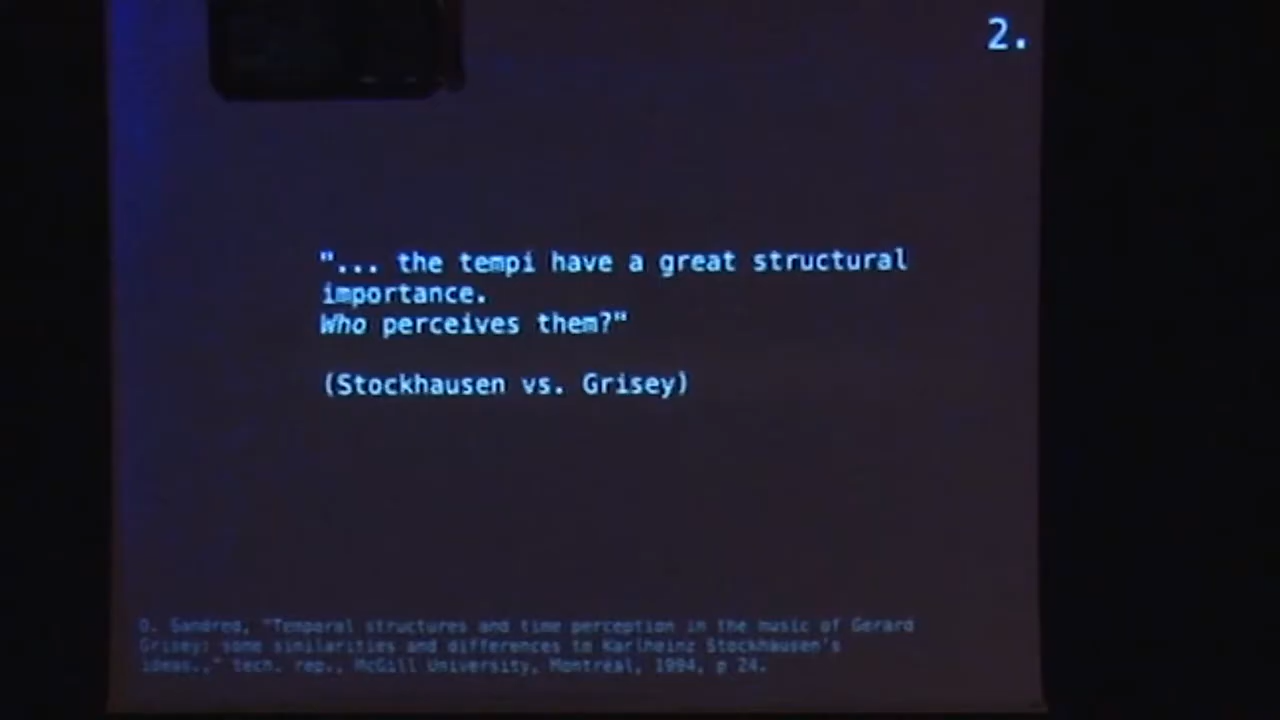 2.
"... the tempi have a great structural
importance.
Who perceives them?"
(Stockhausen vs. Grisey)
O. Sandred, "Temporal structures and time perception in the music of Gerard
Grisey: some similarities and differences to Karlheinz Stockhausen's
ideas.," tech. rep., McGill University, Montréal, 1994, p 24.